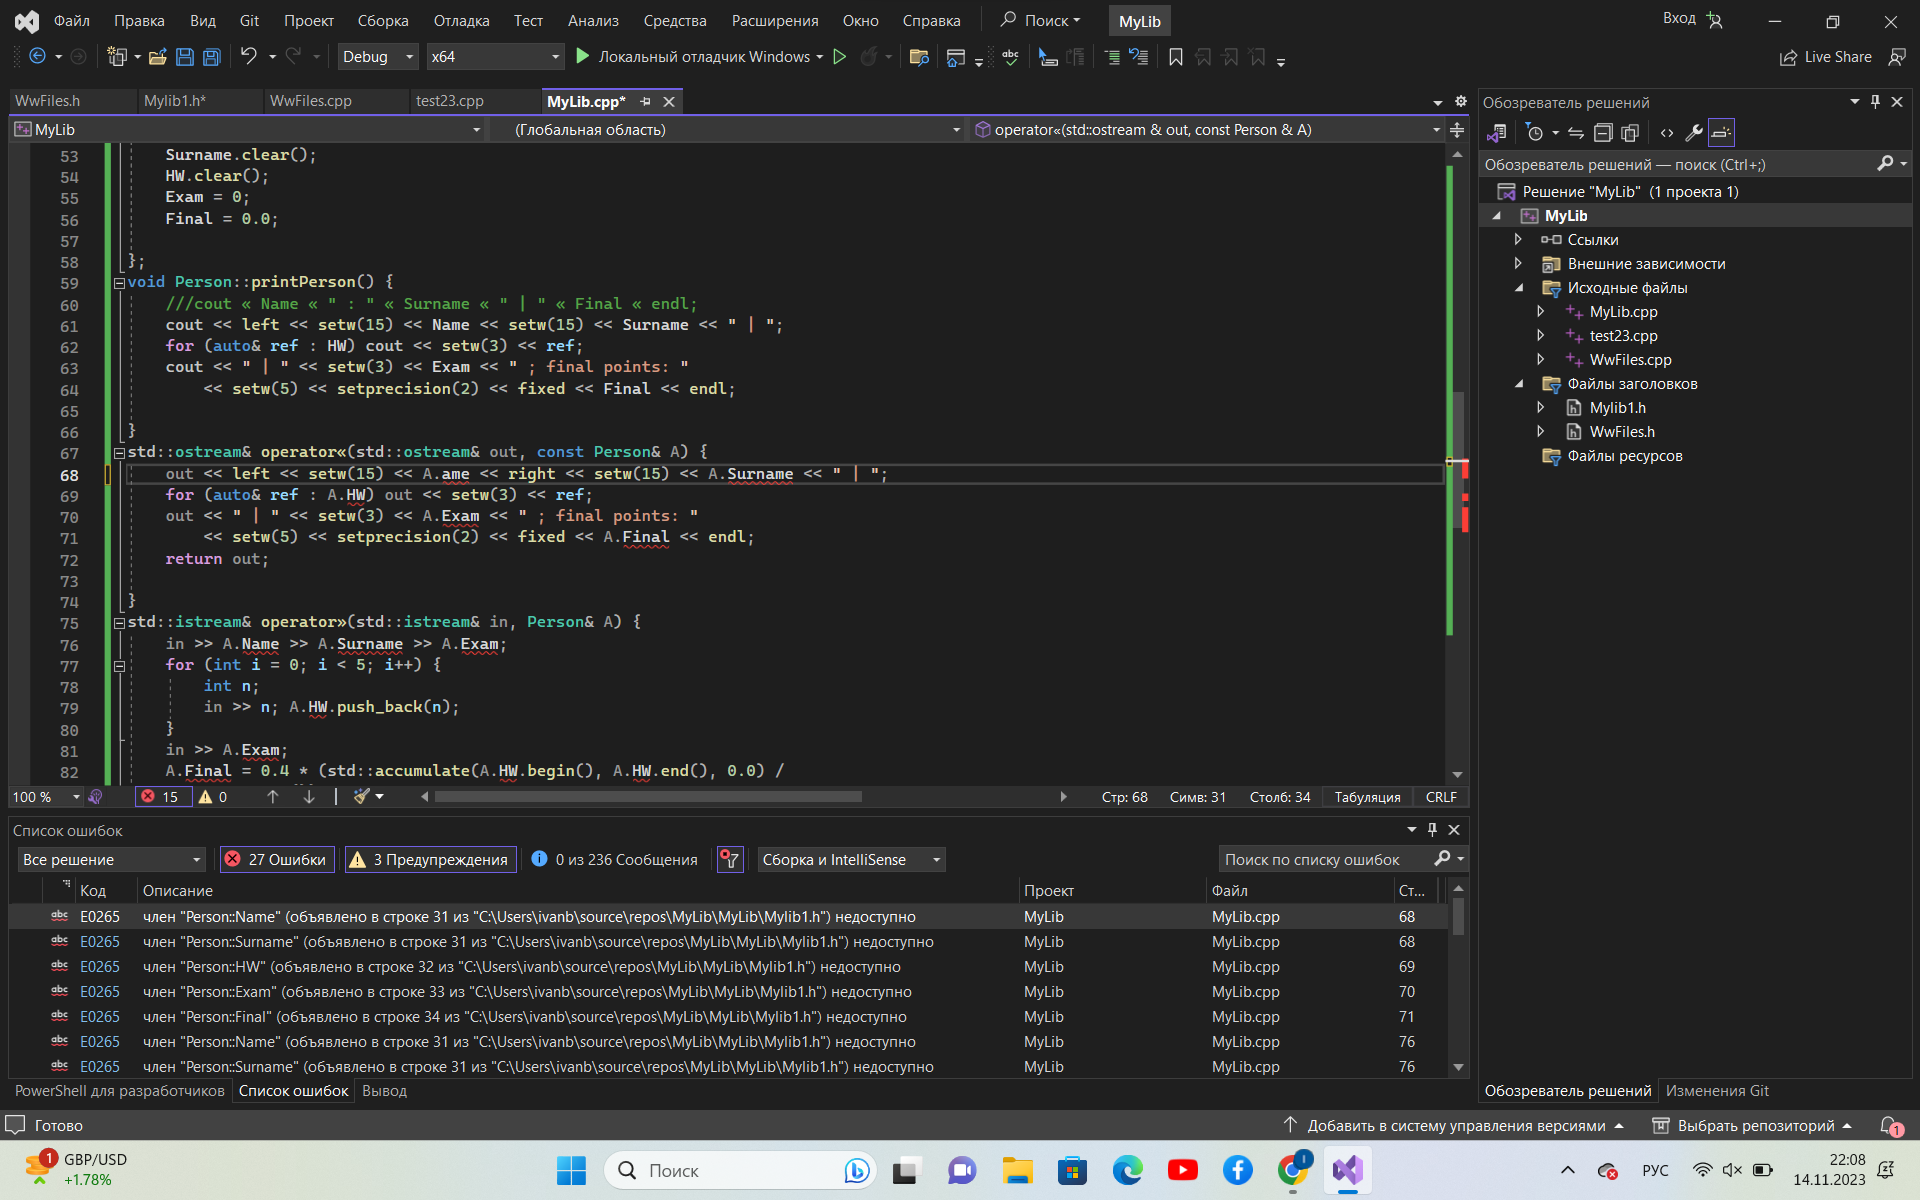 Файл Правка Вид Git Проект Сборка Отладка Тест Анализ Средства Расширения Окно Справка Поиск MyLib Вход
Debug x64 Локальный отладчик Windows Live Share
WwFiles.h Mylib1.h* WwFiles.cpp test23.cpp MyLib.cpp*
MyLib (Глобальная область) operator«(std::ostream & out, const Person & A)
53 Surname.clear();
54 HW.clear();
55 Exam = 0;
56 Final = 0.0;
57
58 };
59 void Person::printPerson() {
60 ///cout « Name « " : " « Surname « " | " « Final « endl;
61 cout << left << setw(15) << Name << setw(15) << Surname << " | ";
62 for (auto& ref : HW) cout << setw(3) << ref;
63 cout << " | " << setw(3) << Exam << " ; final points: "
64 << setw(5) << setprecision(2) << fixed << Final << endl;
65
66 }
67 std::ostream& operator«(std::ostream& out, const Person& A) {
68 out << left << setw(15) << A.ame << right << setw(15) << A.Surname << " | ";
69 for (auto& ref : A.HW) out << setw(3) << ref;
70 out << " | " << setw(3) << A.Exam << " ; final points: "
71 << setw(5) << setprecision(2) << fixed << A.Final << endl;
72 return out;
73
74 }
75 std::istream& operator»(std::istream& in, Person& A) {
76 in >> A.Name >> A.Surname >> A.Exam;
77 for (int i = 0; i < 5; i++) {
78 int n;
79 in >> n; A.HW.push_back(n);
80 }
81 in >> A.Exam;
82 A.Final = 0.4 * (std::accumulate(A.HW.begin(), A.HW.end(), 0.0) /
100 % 15 0 Стр: 68 Симв: 31 Столб: 34 Табуляция CRLF
Список ошибок
Все решение 27 Ошибки 3 Предупреждения 0 из 236 Сообщения Сборка и IntelliSense Поиск по списку ошибок
Код Описание Проект Файл Ст...
abc E0265 член "Person::Name" (объявлено в строке 31 из "C:\Users\ivanb\source\repos\MyLib\MyLib\Mylib1.h") недоступно MyLib MyLib.cpp 68
abc E0265 член "Person::Surname" (объявлено в строке 31 из "C:\Users\ivanb\source\repos\MyLib\MyLib\Mylib1.h") недоступно MyLib MyLib.cpp 68
abc E0265 член "Person::HW" (объявлено в строке 32 из "C:\Users\ivanb\source\repos\MyLib\MyLib\Mylib1.h") недоступно MyLib MyLib.cpp 69
abc E0265 член "Person::Exam" (объявлено в строке 33 из "C:\Users\ivanb\source\repos\MyLib\MyLib\Mylib1.h") недоступно MyLib MyLib.cpp 70
abc E0265 член "Person::Final" (объявлено в строке 34 из "C:\Users\ivanb\source\repos\MyLib\MyLib\Mylib1.h") недоступно MyLib MyLib.cpp 71
abc E0265 член "Person::Name" (объявлено в строке 31 из "C:\Users\ivanb\source\repos\MyLib\MyLib\Mylib1.h") недоступно MyLib MyLib.cpp 76
abc E0265 член "Person::Surname" (объявлено в строке 31 из "C:\Users\ivanb\source\repos\MyLib\MyLib\Mylib1.h") недоступно MyLib MyLib.cpp 76
PowerShell для разработчиков Список ошибок Вывод
Обозреватель решений
Обозреватель решений — поиск (Ctrl+;)
Решение "MyLib" (1 проекта 1)
MyLib
Ссылки
Внешние зависимости
Исходные файлы
MyLib.cpp
test23.cpp
WwFiles.cpp
Файлы заголовков
Mylib1.h
WwFiles.h
Файлы ресурсов
Обозреватель решений Изменения Git
Готово Добавить в систему управления версиями Выбрать репозиторий 1
1 GBP/USD
+1.78%
Поиск
РУС
22:08
14.11.2023